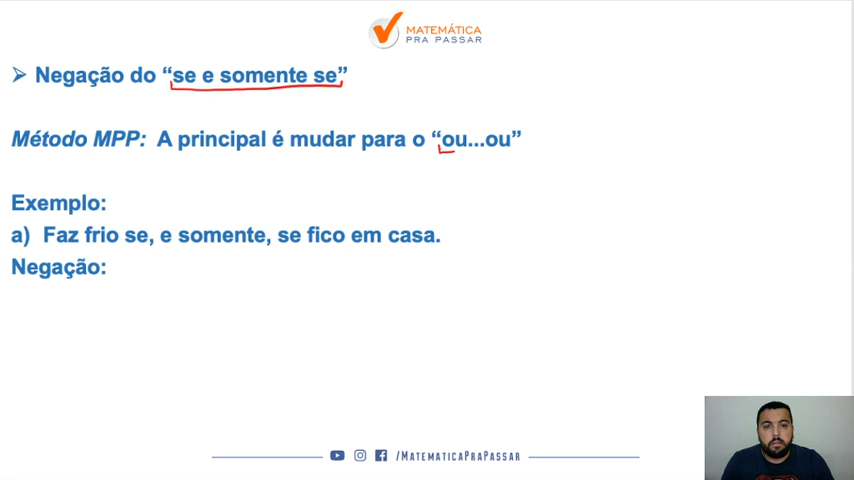 MATEMÁTICA
PRA PASSAR
➢ Negação do “se e somente se”
Método MPP: A principal é mudar para o “ou...ou”
Exemplo:
a) Faz frio se, e somente, se fico em casa.
Negação:
/MatematicaPraPassar